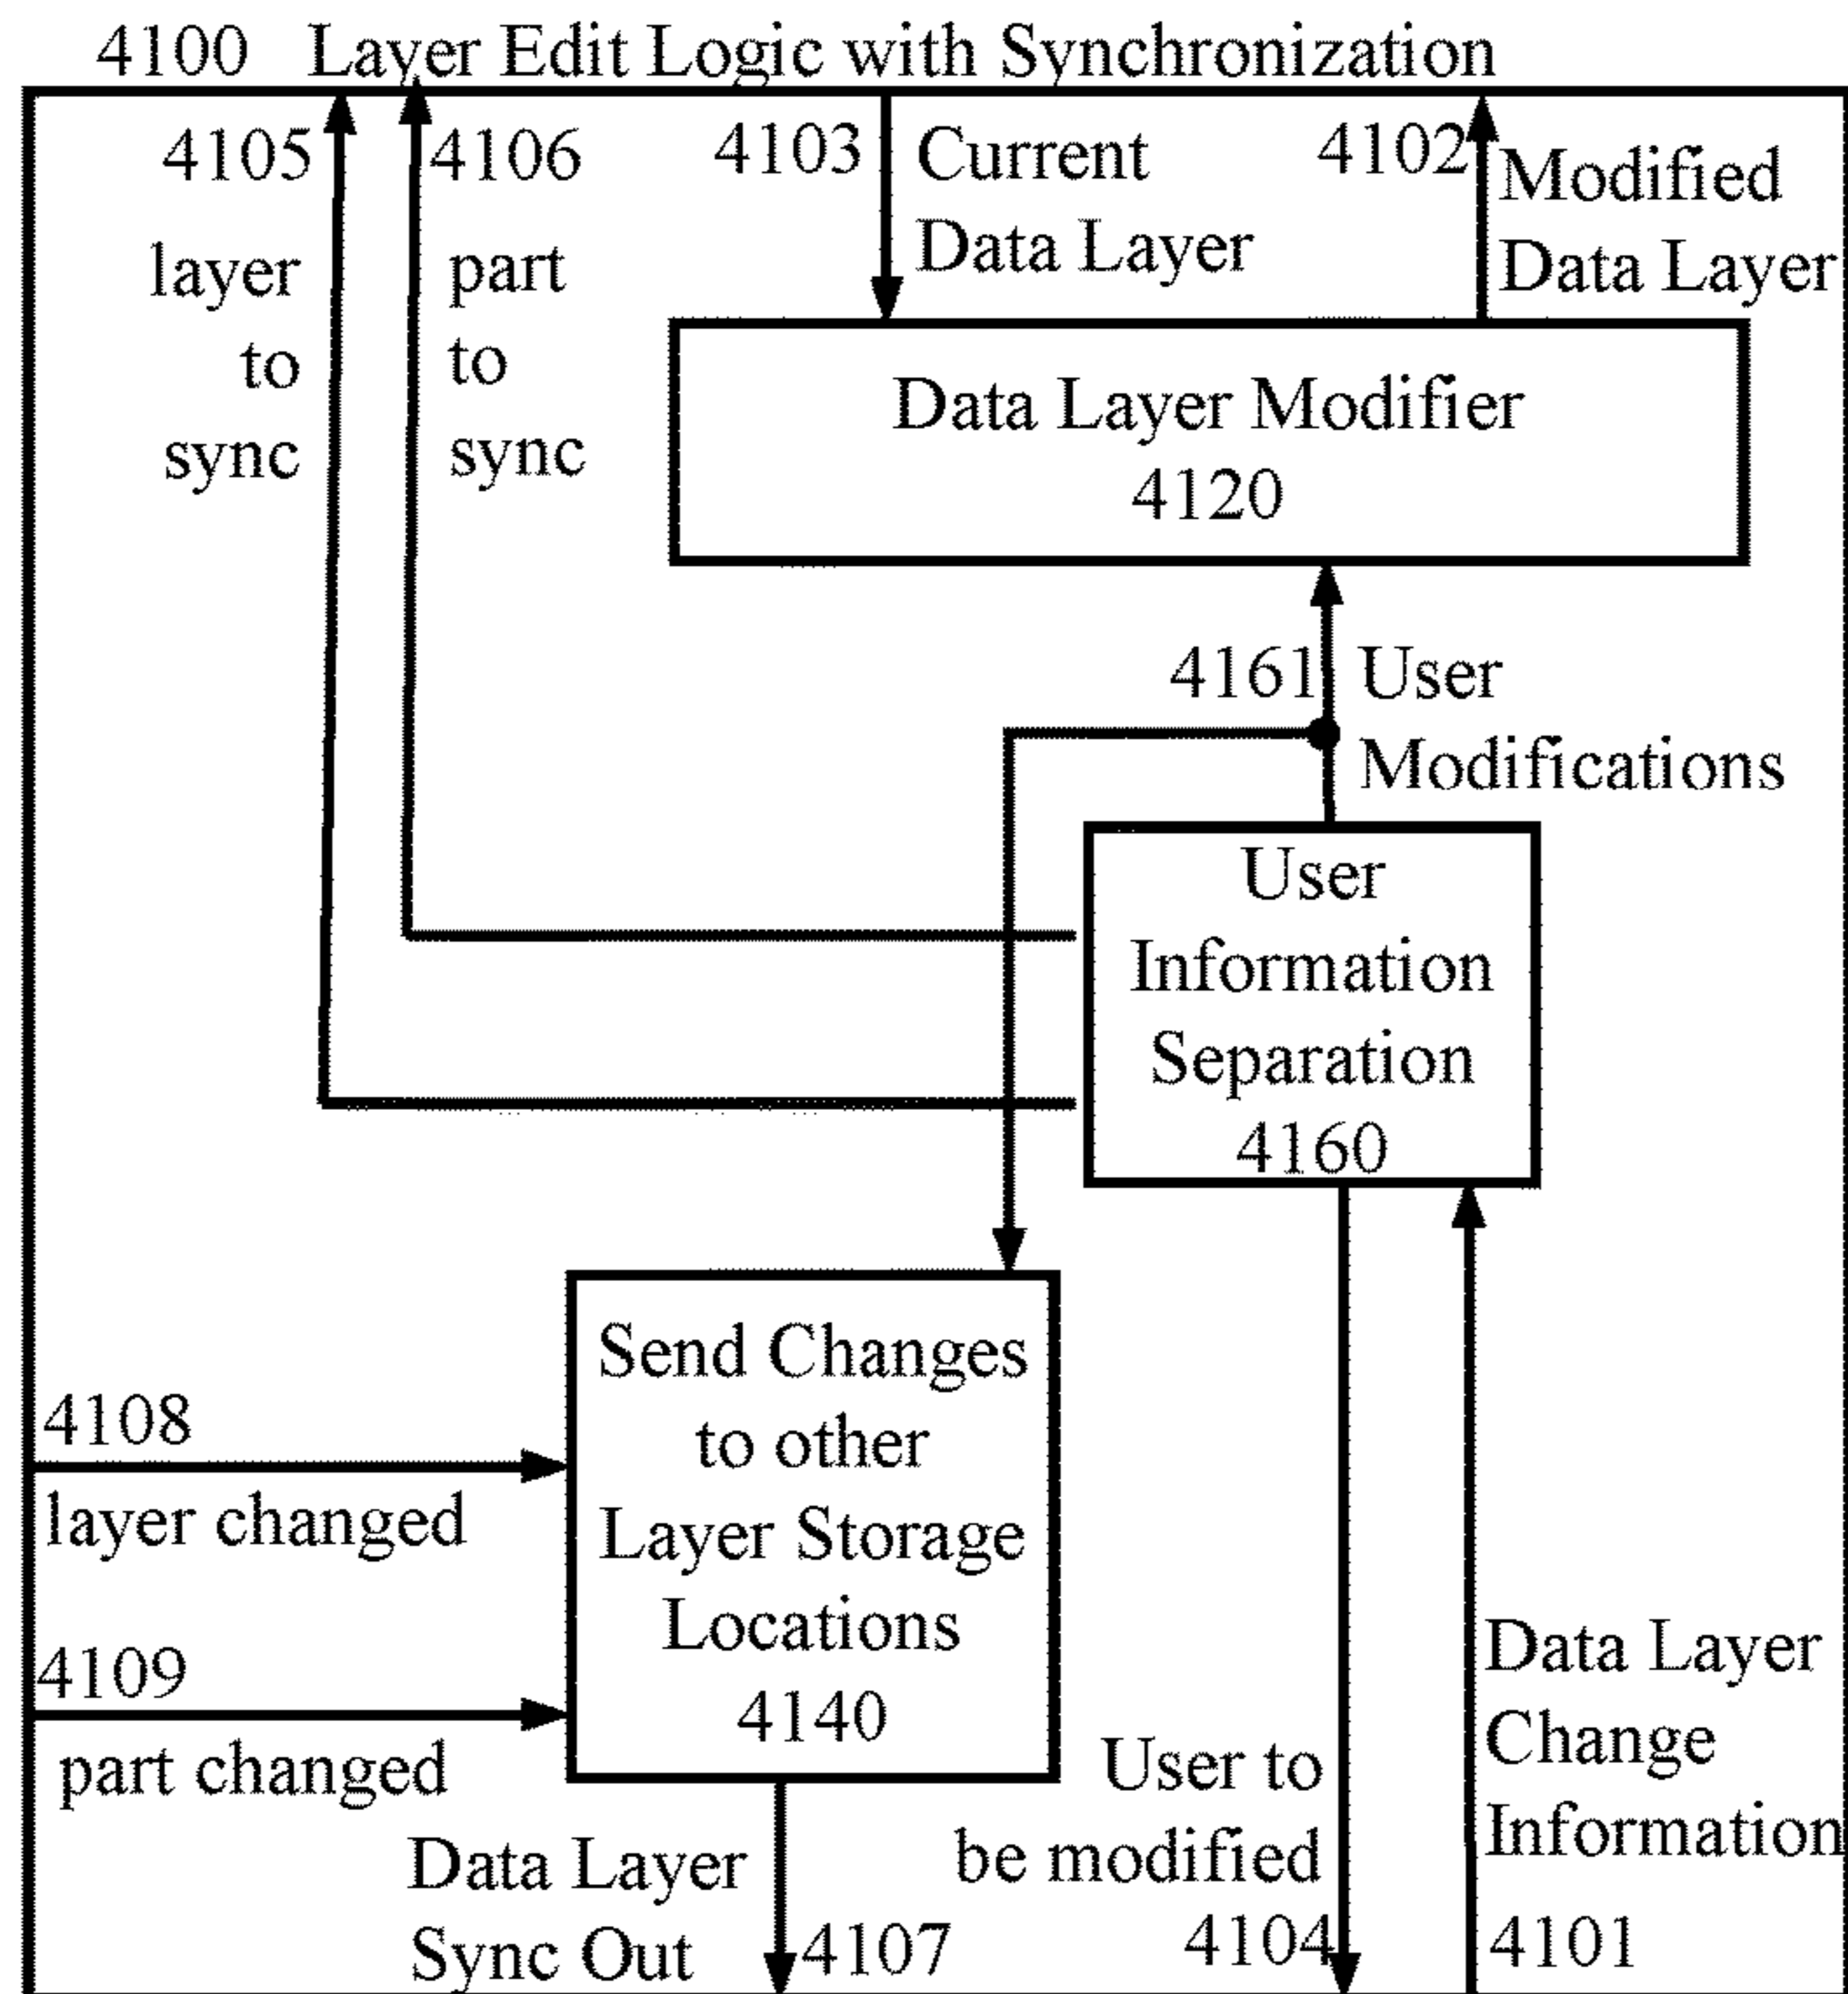 4100 Layer Edit Logic with Synchronization
4105
layer
to
sync
4106
part
to
sync
4103
Current
Data Layer
4102
Modified
Data Layer
Data Layer Modifier
4120
4161
User
Modifications
User
Information
Separation
4160
Send Changes
to other
Layer Storage
Locations
4140
4108
layer changed
4109
part changed
Data Layer
Sync Out
4107
User to
be modified
4104
Data Layer
Change
Information
4101